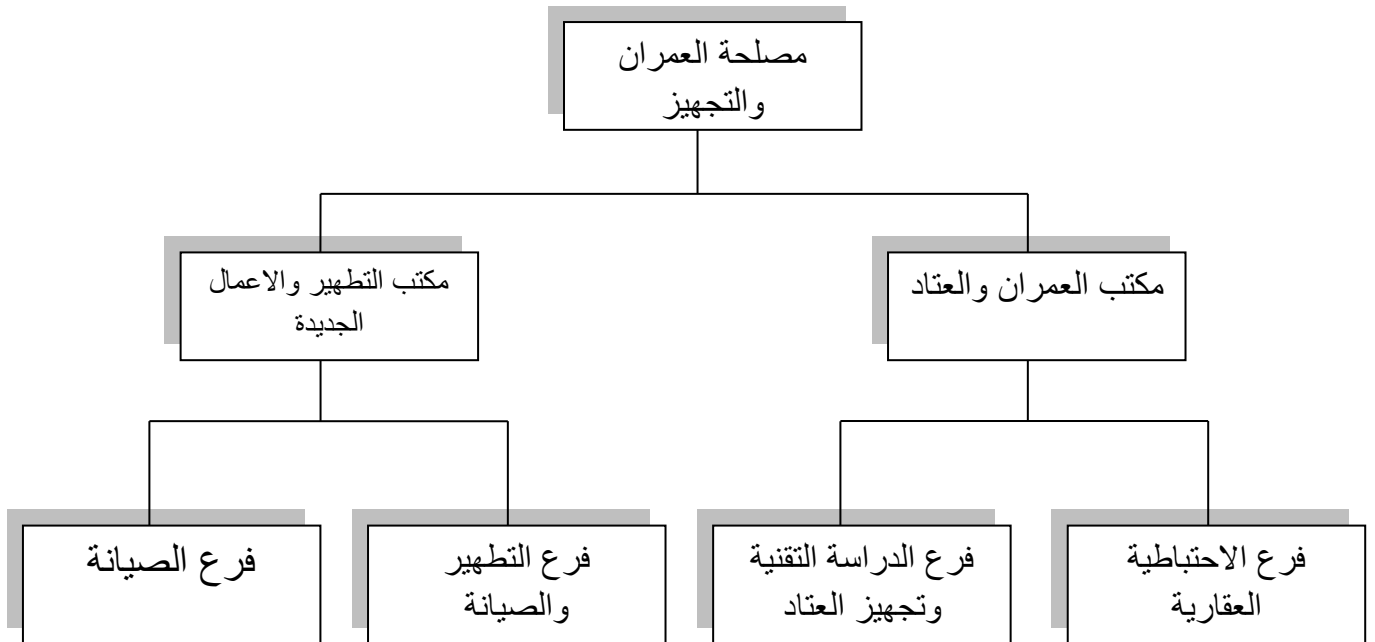 مصلحة العمران
والتجهيز
مكتب العمران والعتاد
مكتب التطهير والاعمال
الجديدة
فرع الاحتباطية
العقارية
فرع الدراسة التقنية
وتجهيز العتاد
فرع التطهير
والصيانة
فرع الصيانة